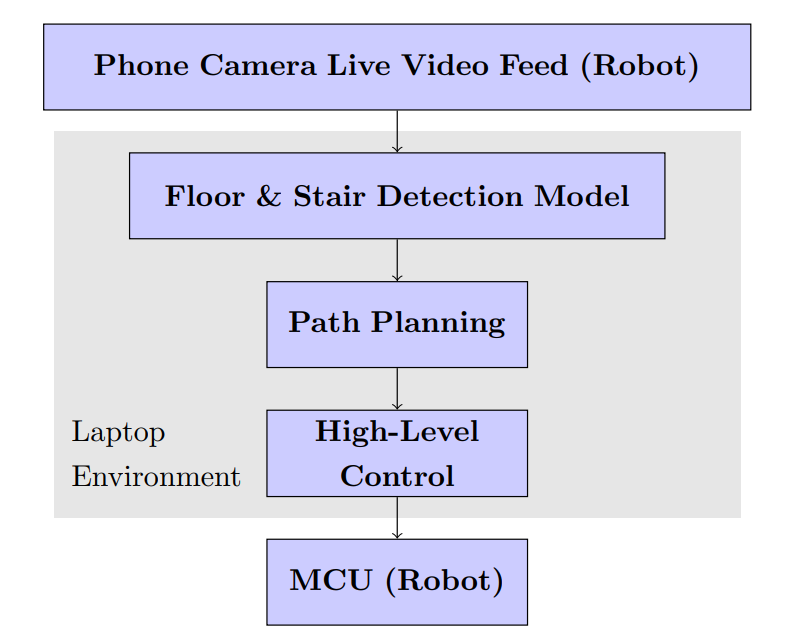 Phone Camera Live Video Feed (Robot)
Floor & Stair Detection Model
Path Planning
High-Level
Control
Laptop
Environment
MCU (Robot)